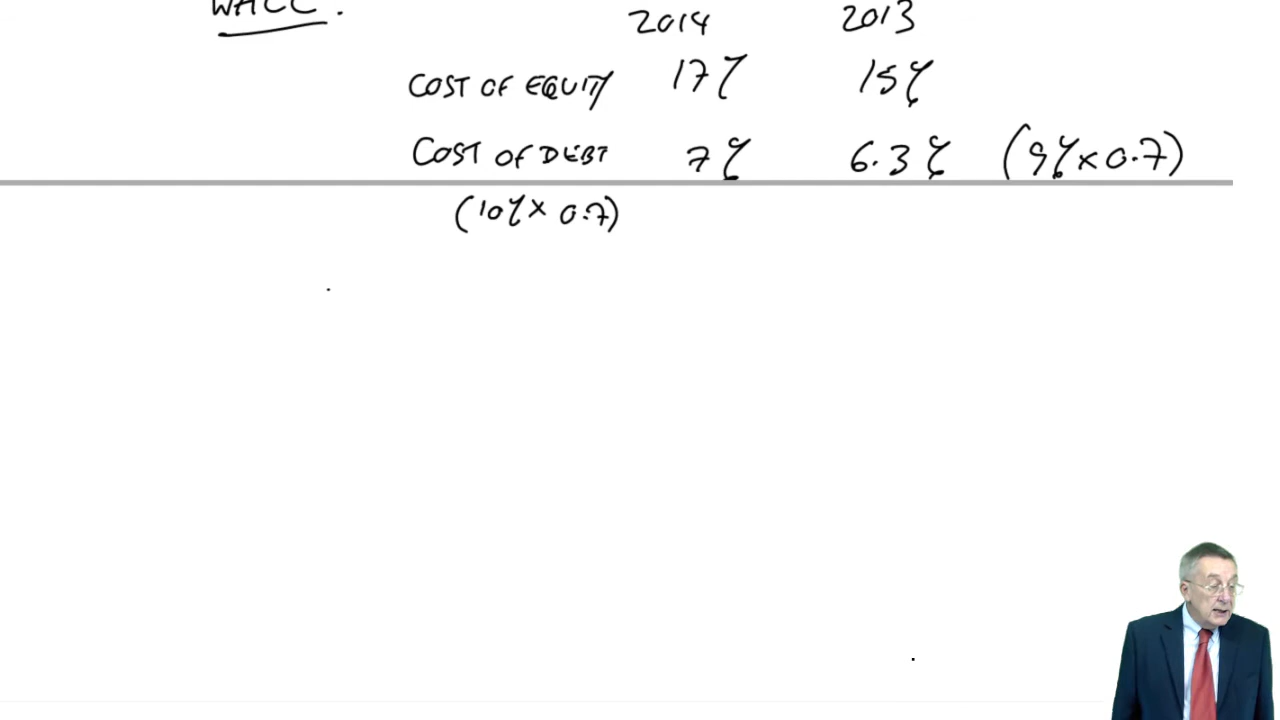 WACC.
2014 2013
COST OF EQUITY 17% 15%
COST OF DEBT 7% 6.3% (9% x 0.7)
(10% x 0.7)